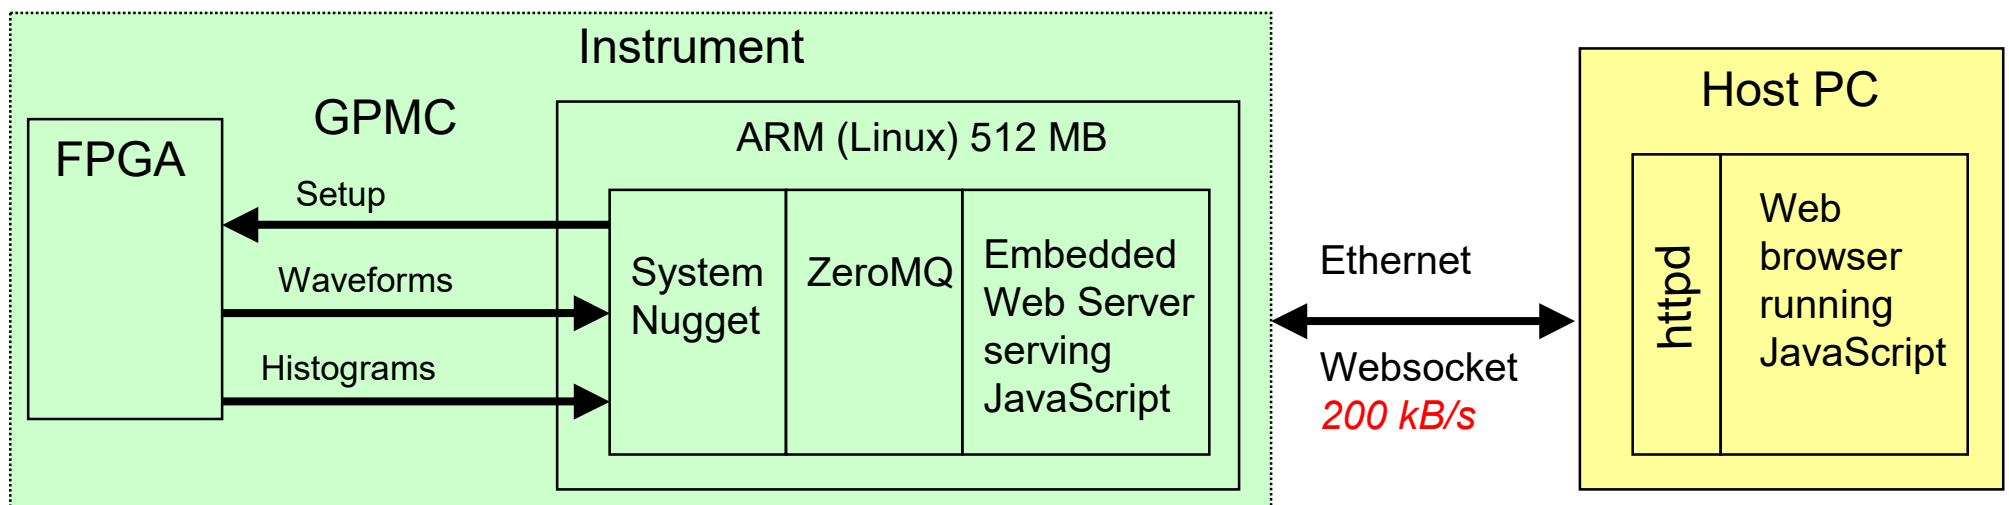 Instrument
GPMC
FPGA
Setup
Waveforms
Histograms
ARM (Linux) 512 MB
System
Nugget
ZeroMQ
Embedded
Web Server
serving
JavaScript
Ethernet
Websocket
200 kB/s
Host PC
httpd
Web
browser
running
JavaScript